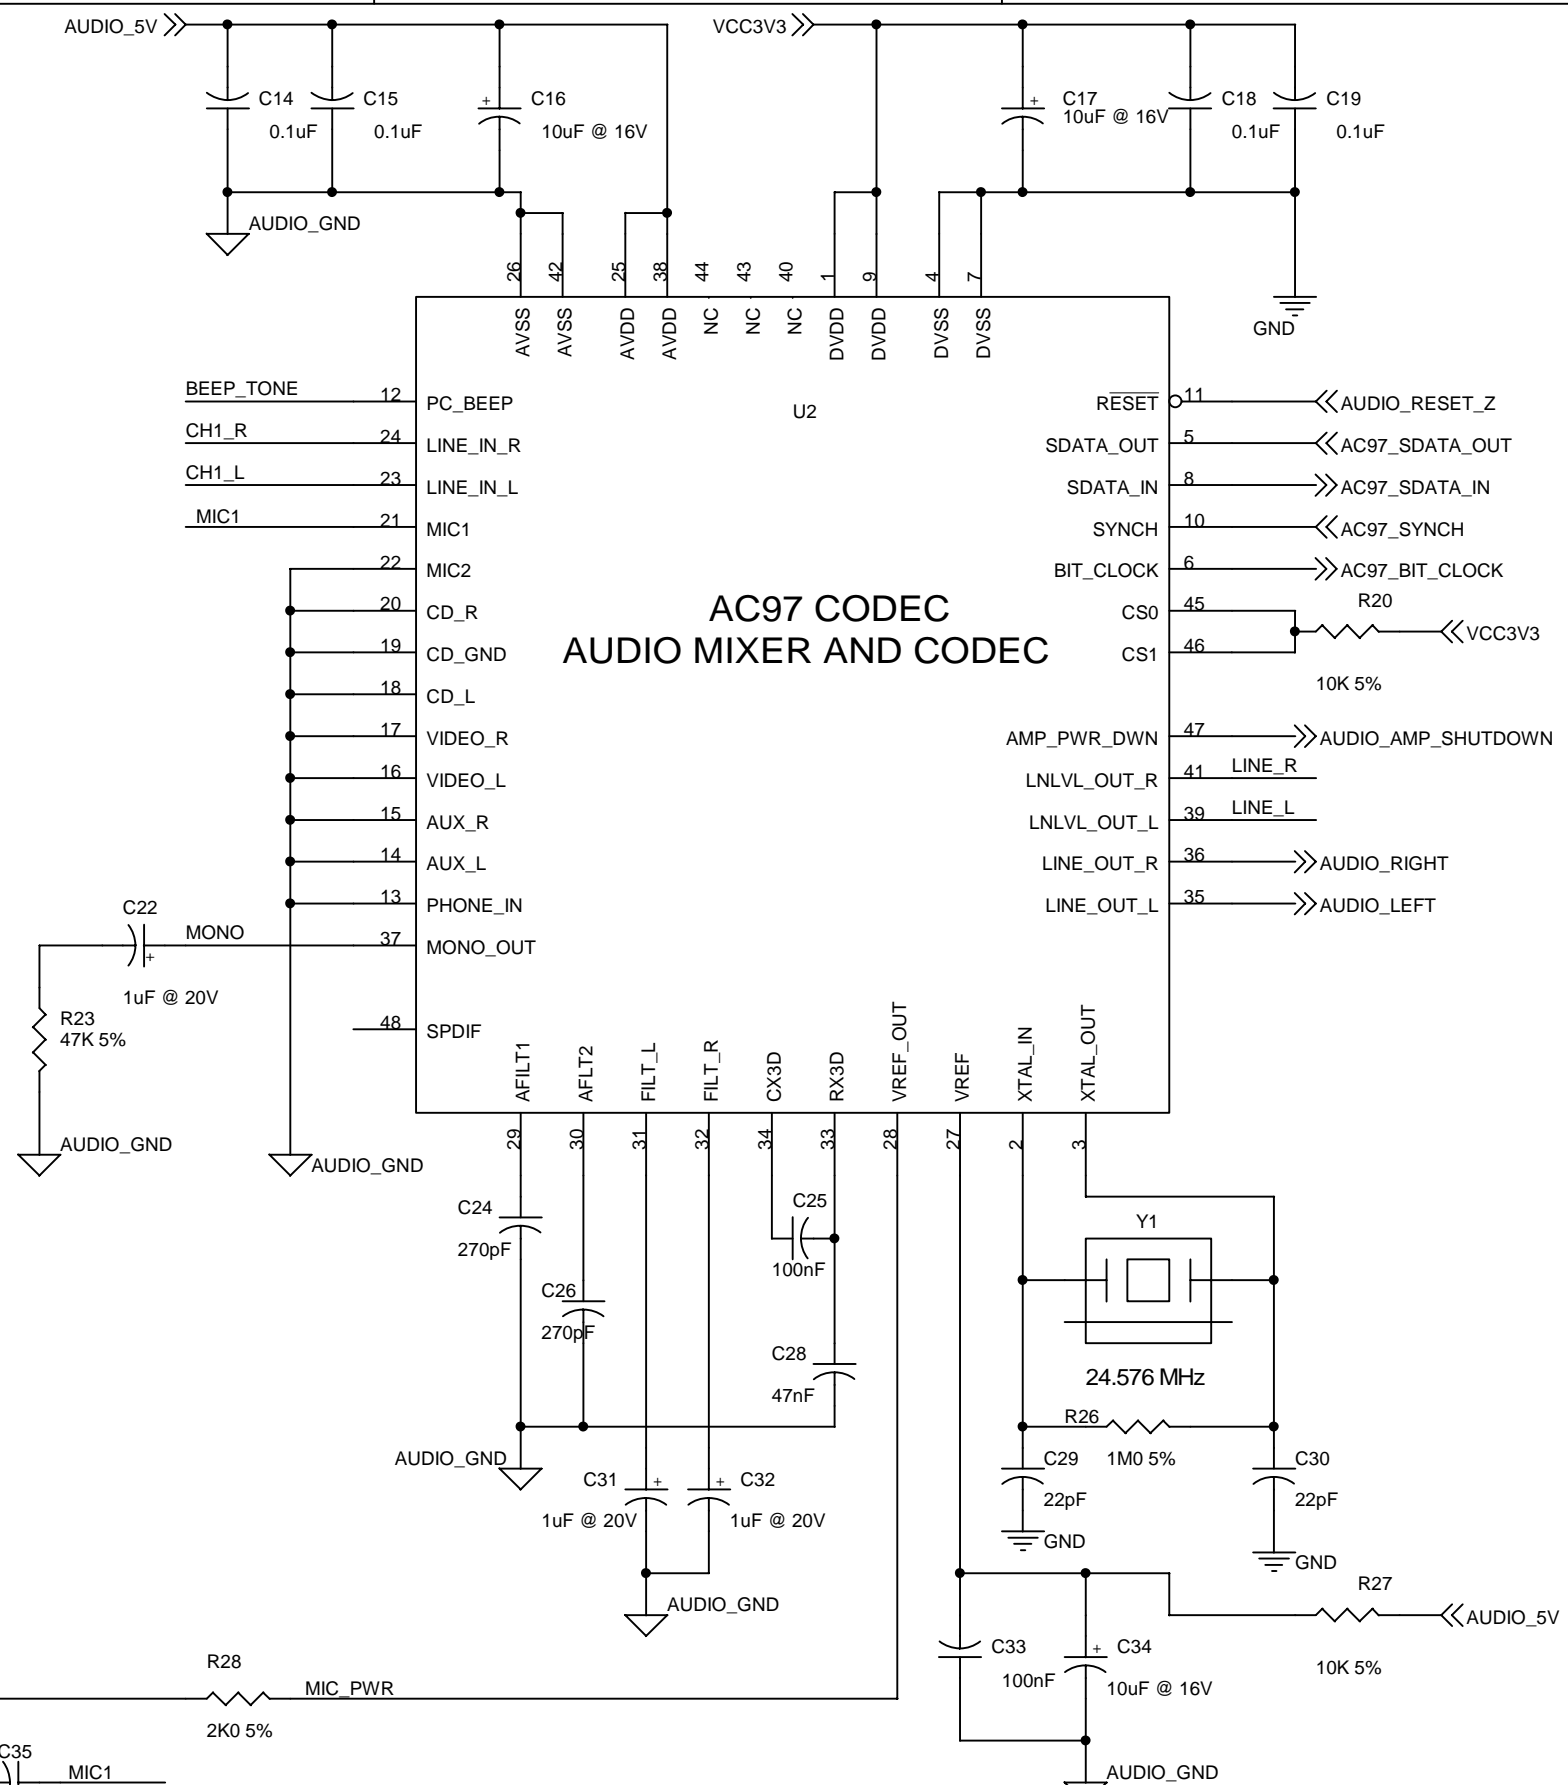 AUDIO_5V
VCC3V3
C14
0.1uF
C15
0.1uF
+
C16
10uF @ 16V
+
C17
10uF @ 16V
C18
0.1uF
C19
0.1uF
AUDIO_GND
GND
26
42
25
38
44
43
40
1
9
4
7
AVSS
AVSS
AVDD
AVDD
NC
NC
NC
DVDD
DVDD
DVSS
DVSS
U2
AC97 CODEC
AUDIO MIXER AND CODEC
BEEP_TONE
12
PC_BEEP
CH1_R
24
LINE_IN_R
CH1_L
23
LINE_IN_L
MIC1
21
MIC1
22
MIC2
20
CD_R
19
CD_GND
18
CD_L
17
VIDEO_R
16
VIDEO_L
15
AUX_R
14
AUX_L
13
PHONE_IN
MONO
37
MONO_OUT
48
SPDIF
C22
+
1uF @ 20V
R23
47K 5%
AUDIO_GND
AUDIO_GND
RESET
11
AUDIO_RESET_Z
SDATA_OUT
5
AC97_SDATA_OUT
SDATA_IN
8
AC97_SDATA_IN
SYNCH
10
AC97_SYNCH
BIT_CLOCK
6
AC97_BIT_CLOCK
CS0
45
CS1
46
R20
VCC3V3
10K 5%
AMP_PWR_DWN
47
AUDIO_AMP_SHUTDOWN
LNLVL_OUT_R
41
LINE_R
LNLVL_OUT_L
39
LINE_L
LINE_OUT_R
36
AUDIO_RIGHT
LINE_OUT_L
35
AUDIO_LEFT
AFILT1
AFLT2
FILT_L
FILT_R
CX3D
RX3D
VREF_OUT
VREF
XTAL_IN
XTAL_OUT
29
30
31
32
34
33
28
27
2
3
C24
270pF
C26
270pF
C25
100nF
C28
47nF
AUDIO_GND
Y1
24.576 MHz
R26
1M0 5%
C29
22pF
GND
C30
22pF
GND
C31
+
1uF @ 20V
+
C32
1uF @ 20V
AUDIO_GND
R27
AUDIO_5V
10K 5%
C33
100nF
+
C34
10uF @ 16V
AUDIO_GND
R28
MIC_PWR
2K0 5%
C35
MIC1